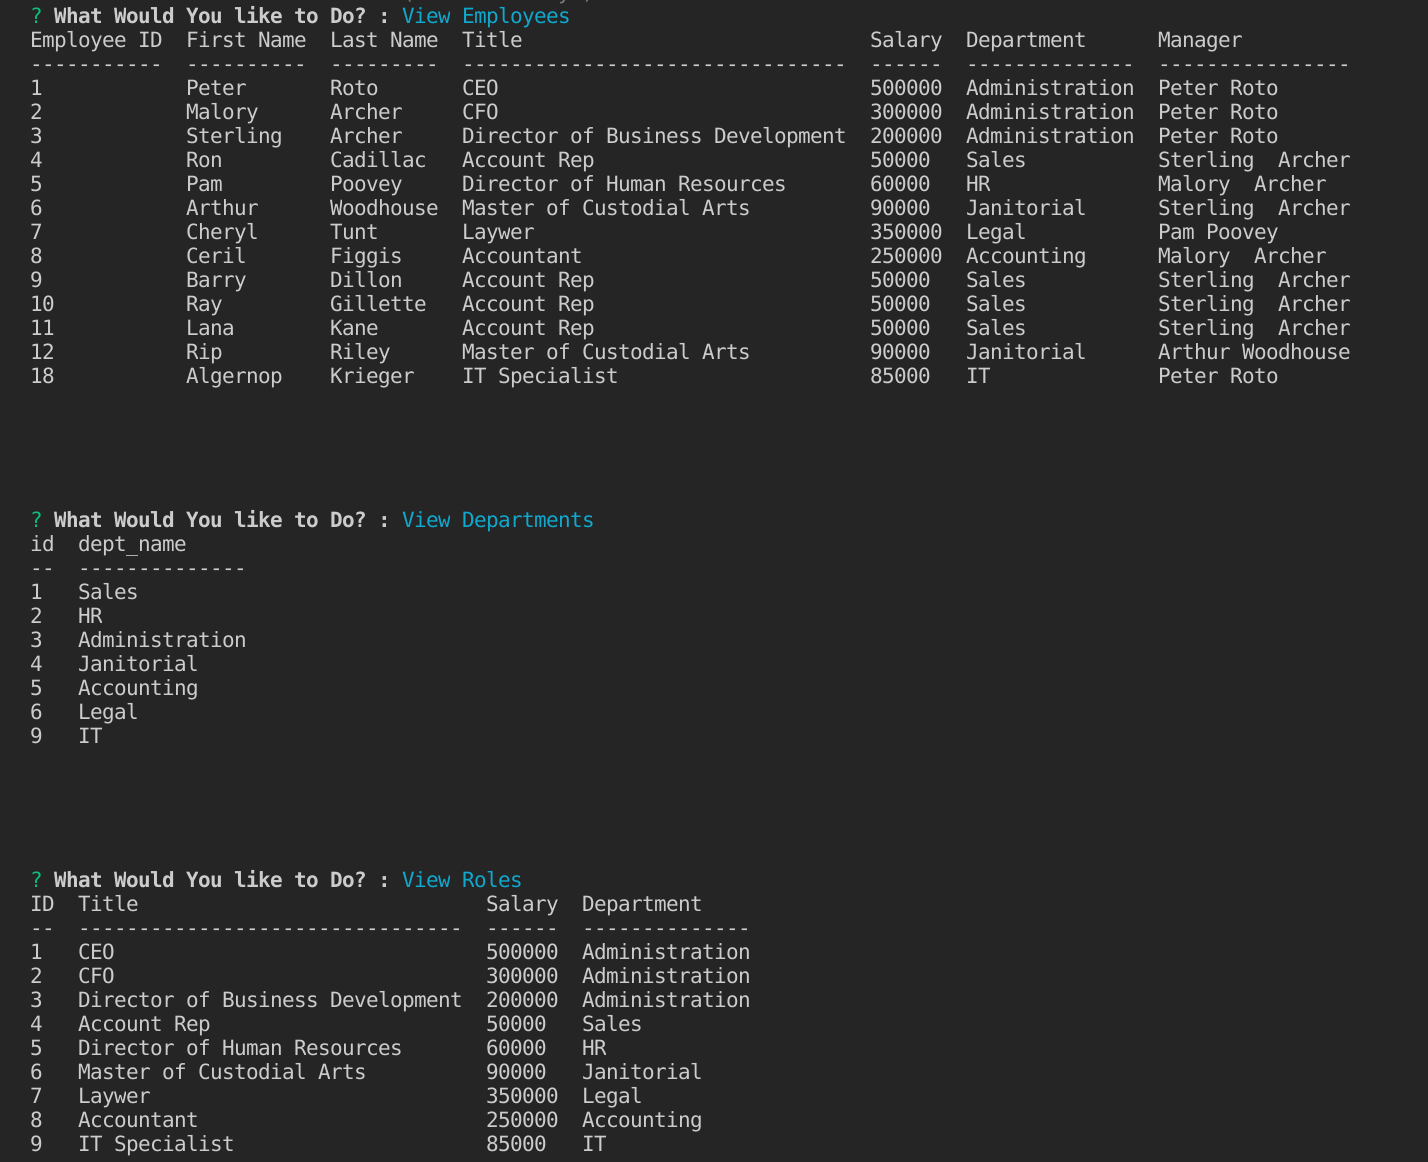 ? What Would You like to Do? : View Employees
Employee ID  First Name  Last Name  Title                             Salary  Department      Manager
-----------  ----------  ---------  --------------------------------  ------  --------------  ----------------
1            Peter       Roto       CEO                               500000  Administration  Peter Roto
2            Malory      Archer     CFO                               300000  Administration  Peter Roto
3            Sterling    Archer     Director of Business Development  200000  Administration  Peter Roto
4            Ron         Cadillac   Account Rep                       50000   Sales           Sterling  Archer
5            Pam         Poovey     Director of Human Resources       60000   HR              Malory  Archer
6            Arthur      Woodhouse  Master of Custodial Arts          90000   Janitorial      Sterling  Archer
7            Cheryl      Tunt       Laywer                            350000  Legal           Pam Poovey
8            Ceril       Figgis     Accountant                        250000  Accounting      Malory  Archer
9            Barry       Dillon     Account Rep                       50000   Sales           Sterling  Archer
10           Ray         Gillette   Account Rep                       50000   Sales           Sterling  Archer
11           Lana        Kane       Account Rep                       50000   Sales           Sterling  Archer
12           Rip         Riley      Master of Custodial Arts          90000   Janitorial      Arthur Woodhouse
18           Algernop    Krieger    IT Specialist                     85000   IT              Peter Roto
? What Would You like to Do? : View Departments
id  dept_name
--  --------------
1   Sales
2   HR
3   Administration
4   Janitorial
5   Accounting
6   Legal
9   IT
? What Would You like to Do? : View Roles
ID  Title                             Salary  Department
--  --------------------------------  ------  --------------
1   CEO                               500000  Administration
2   CFO                               300000  Administration
3   Director of Business Development  200000  Administration
4   Account Rep                       50000   Sales
5   Director of Human Resources       60000   HR
6   Master of Custodial Arts          90000   Janitorial
7   Laywer                            350000  Legal
8   Accountant                        250000  Accounting
9   IT Specialist                     85000   IT